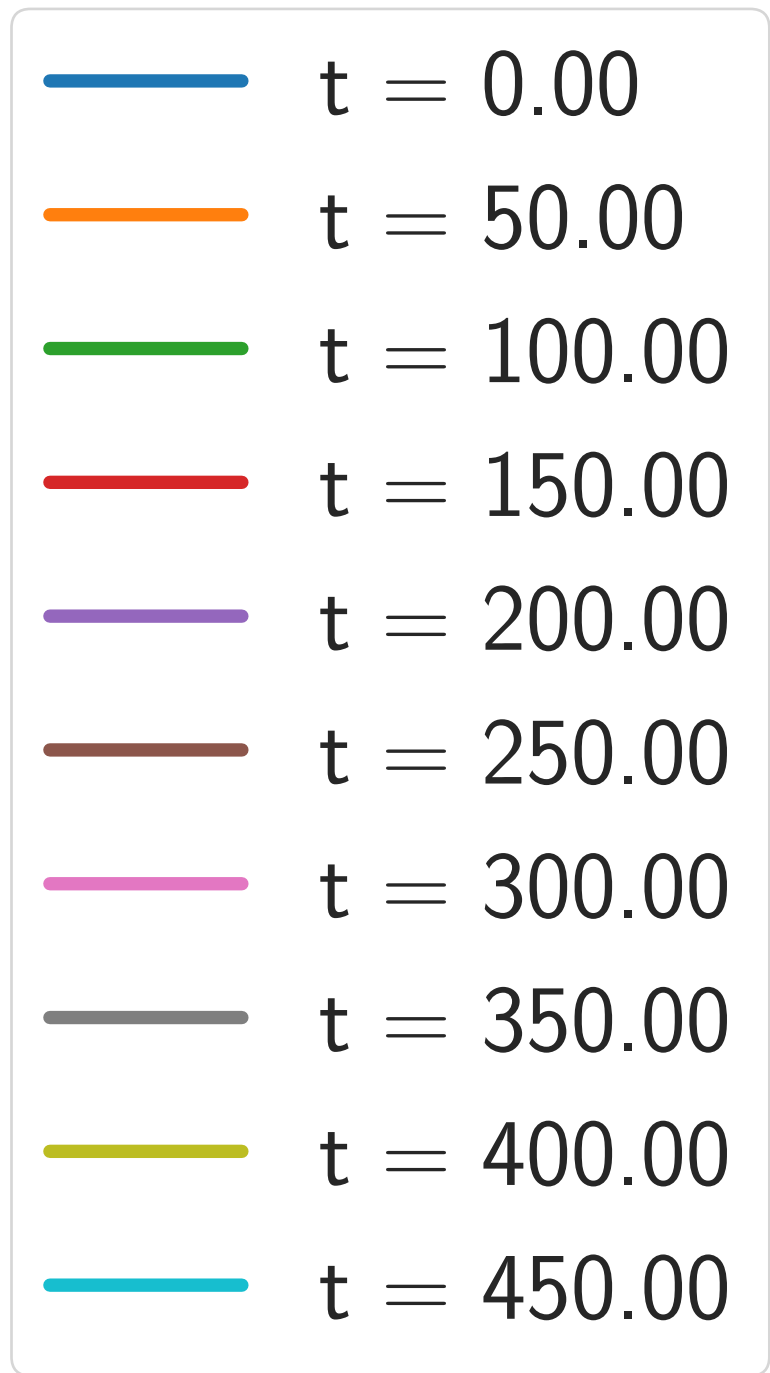 t = 0.00
t = 50.00
t = 100.00
t = 150.00
t = 200.00
t = 250.00
t = 300.00
t = 350.00
t = 400.00
t = 450.00